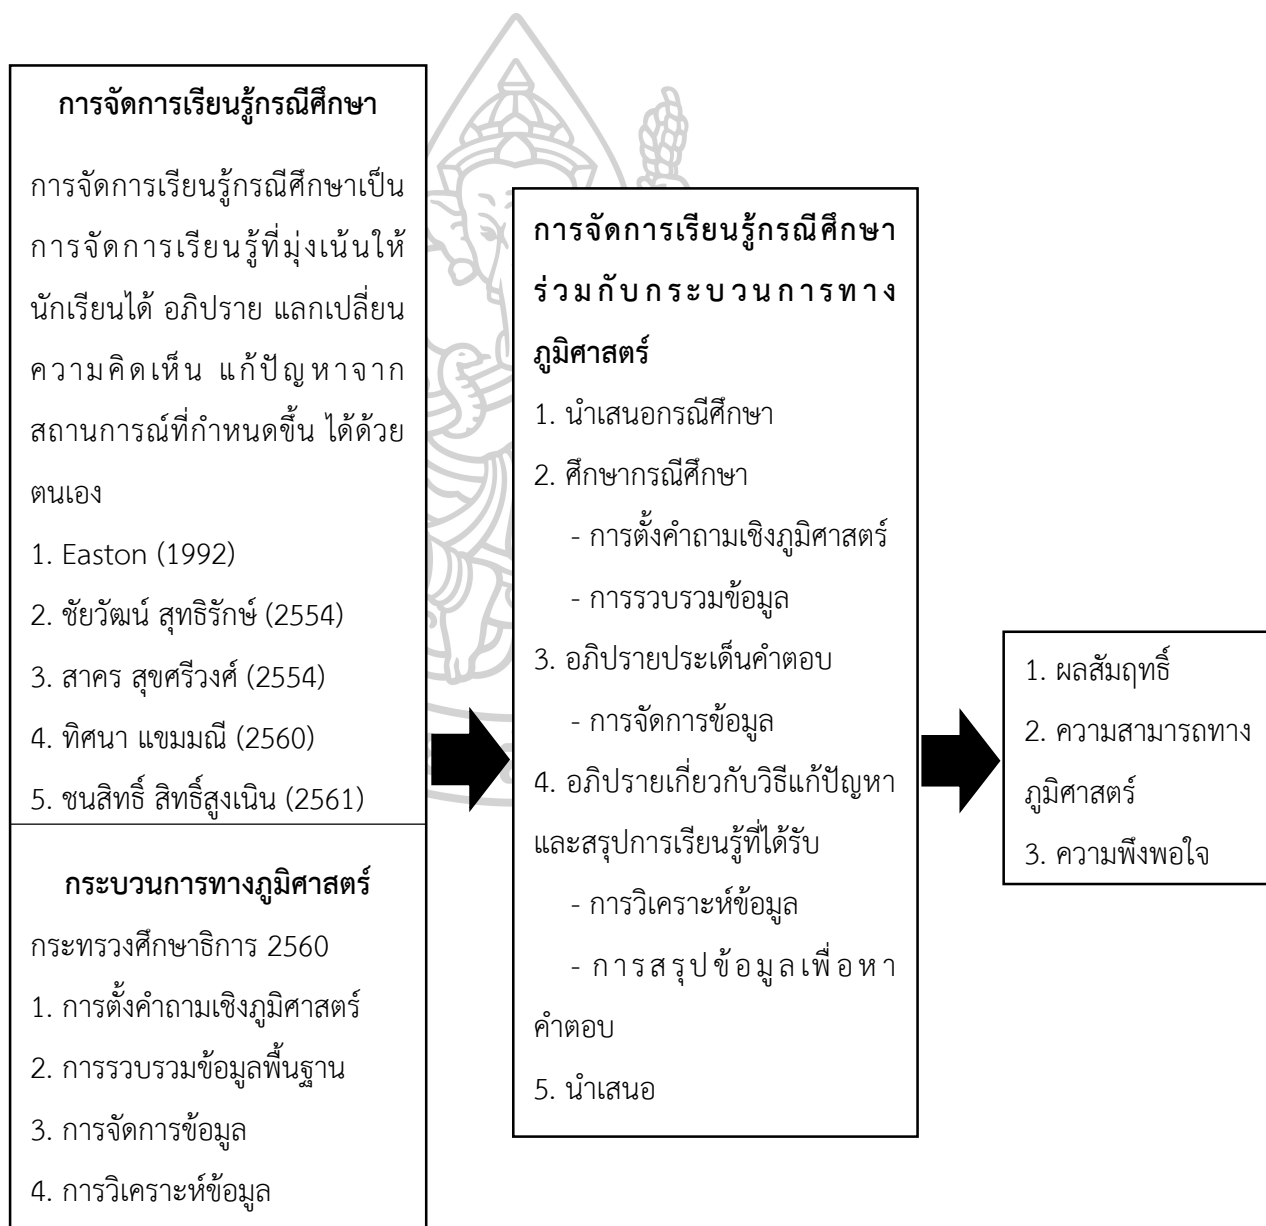 การจัดการเรียนรู้กรณีศึกษา
การจัดการเรียนรู้กรณีศึกษาเป็น
การจัดการเรียนรู้ที่มุ่งเน้นให้
นักเรียนได้ อภิปราย แลกเปลี่ยน
ความคิดเห็น แก้ปัญหาจาก
สถานการณ์ที่กำหนดขึ้น ได้ด้วย
ตนเอง
1. Easton (1992)
2. ชัยวัฒน์ สุทธิรักษ์ (2554)
3. สาคร สุขศรีวงศ์ (2554)
4. ทิศนา แขมมณี (2560)
5. ชนสิทธิ์ สิทธิ์สูงเนิน (2561)
กระบวนการทางภูมิศาสตร์
กระทรวงศึกษาธิการ 2560
1. การตั้งคำถามเชิงภูมิศาสตร์
2. การรวบรวมข้อมูลพื้นฐาน
3. การจัดการข้อมูล
4. การวิเคราะห์ข้อมูล
การจัดการเรียนรู้กรณีศึกษา
ร่วมกับกระบวนการทาง
ภูมิศาสตร์
1. นำเสนอกรณีศึกษา
2. ศึกษากรณีศึกษา
- การตั้งคำถามเชิงภูมิศาสตร์
- การรวบรวมข้อมูล
3. อภิปรายประเด็นคำตอบ
- การจัดการข้อมูล
4. อภิปรายเกี่ยวกับวิธีแก้ปัญหา
และสรุปการเรียนรู้ที่ได้รับ
- การวิเคราะห์ข้อมูล
- การสรุปข้อมูลเพื่อหา
คำตอบ
5. นำเสนอ
1. ผลสัมฤทธิ์
2. ความสามารถทาง
ภูมิศาสตร์
3. ความพึงพอใจ